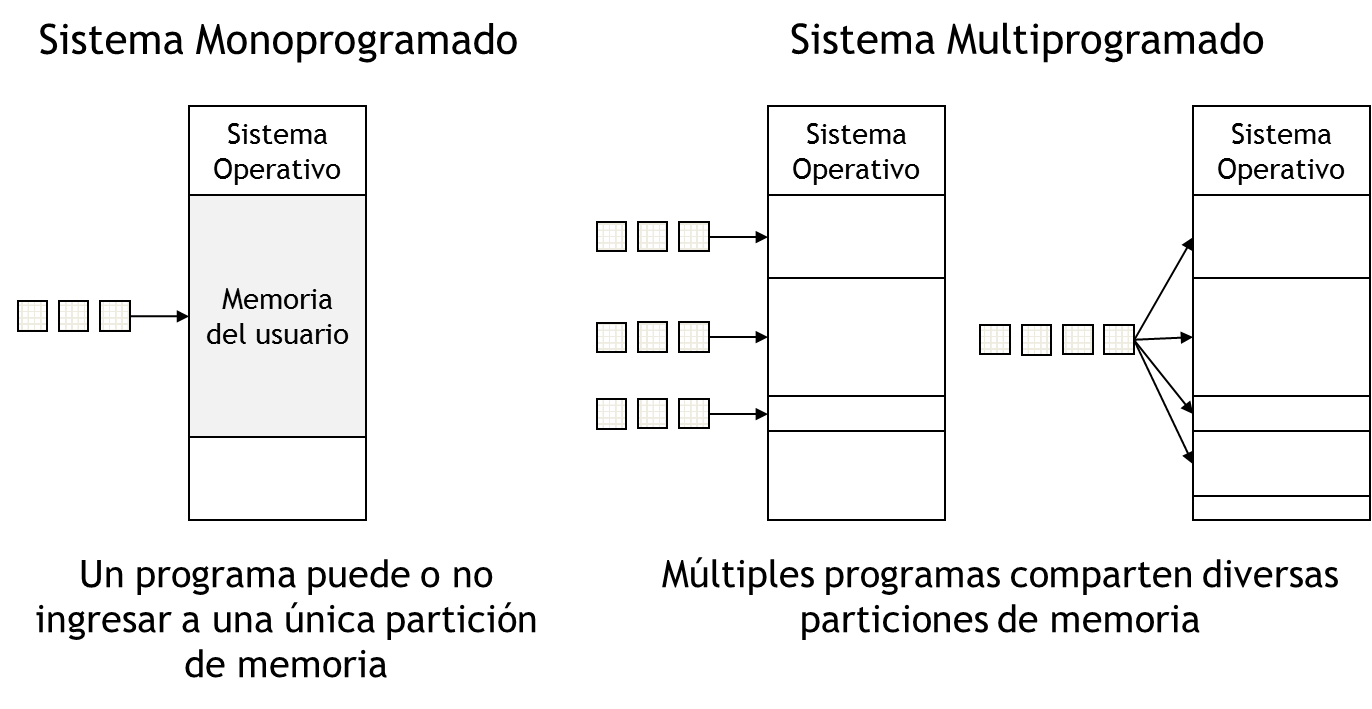 Sistema Monoprogramado
Sistema
Operativo
Memoria
del usuario
Un programa puede o no
ingresar a una única partición
de memoria
Sistema Multiprogramado
Sistema
Operativo
Sistema
Operativo
Múltiples programas comparten diversas
particiones de memoria